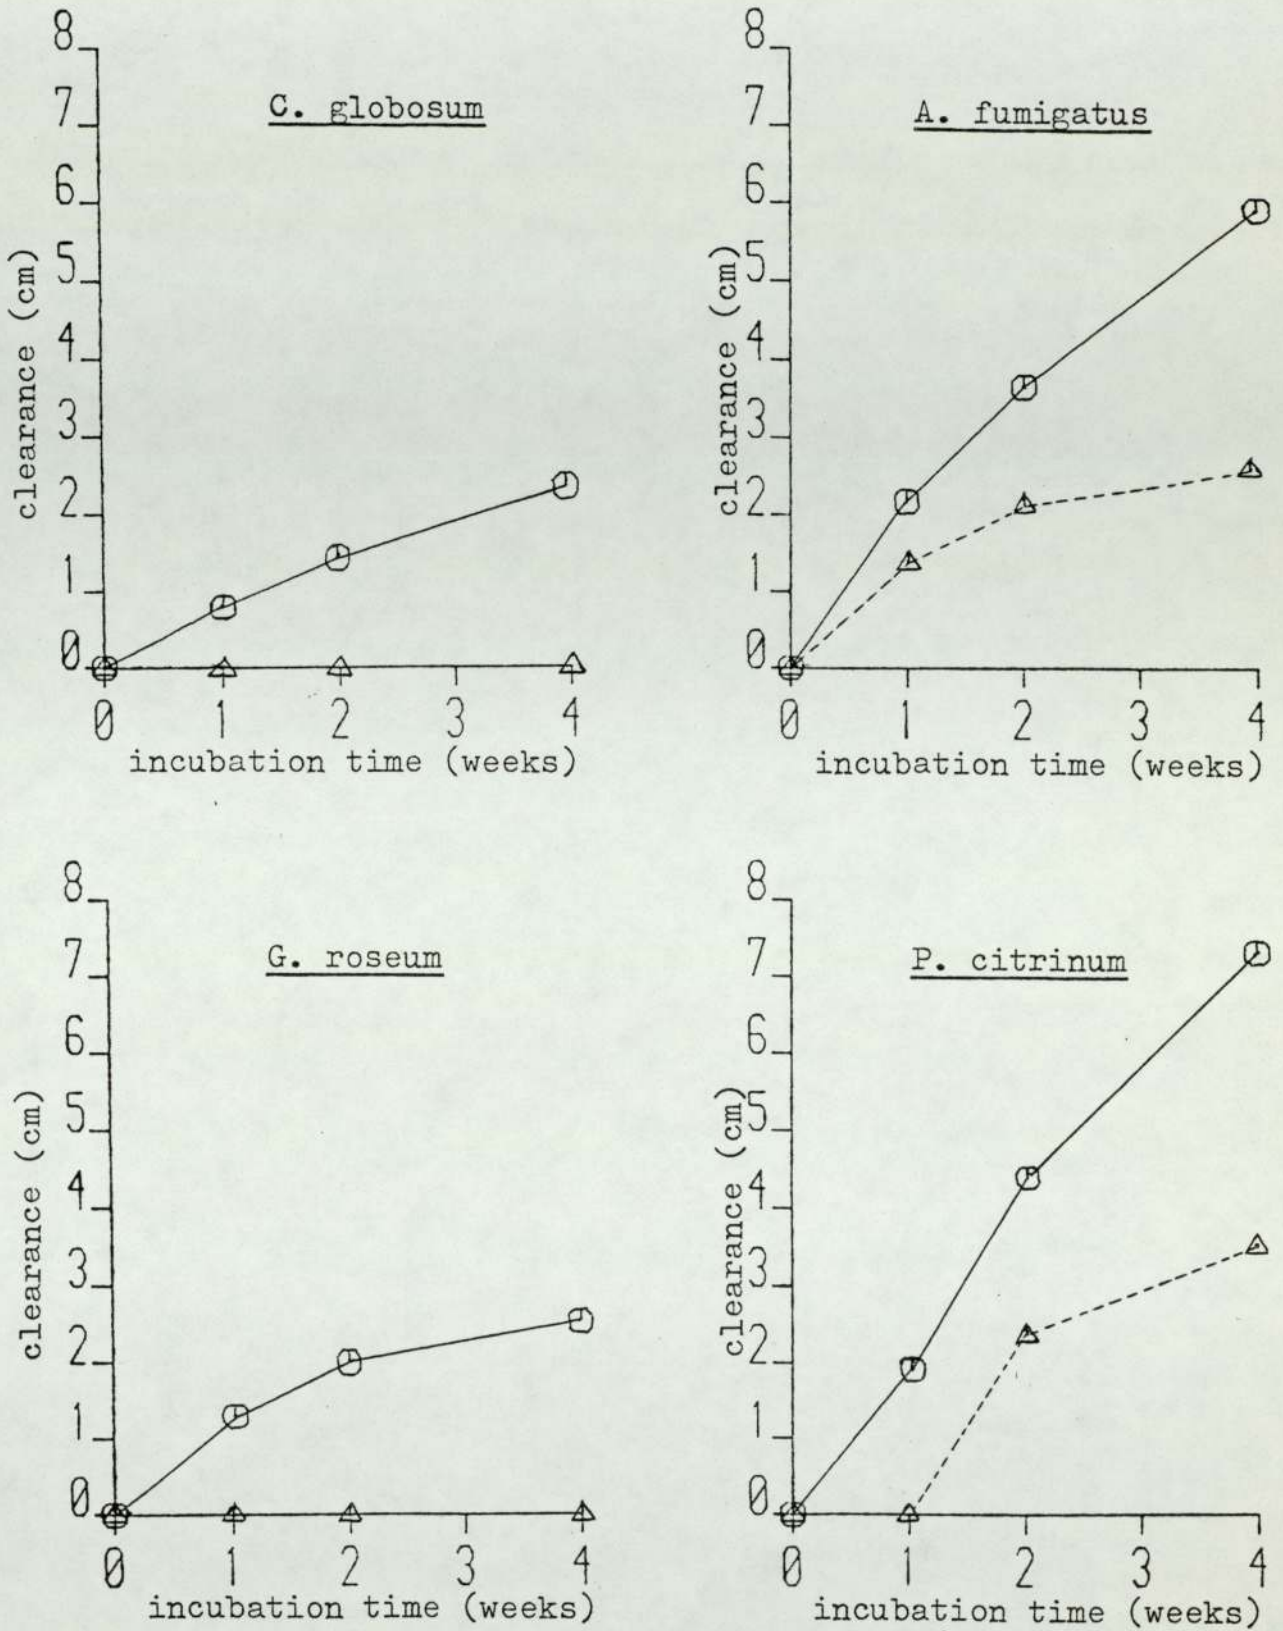 C. globosum
8
7
6
5
4
3
2
1
0
clearance (cm)
0 1 2 3 4
incubation time (weeks)
A. fumigatus
8
7
6
5
4
3
2
1
0
clearance (cm)
0 1 2 3 4
incubation time (weeks)
G. roseum
8
7
6
5
4
3
2
1
0
clearance (cm)
0 1 2 3 4
incubation time (weeks)
P. citrinum
8
7
6
5
4
3
2
1
0
clearance (cm)
0 1 2 3 4
incubation time (weeks)